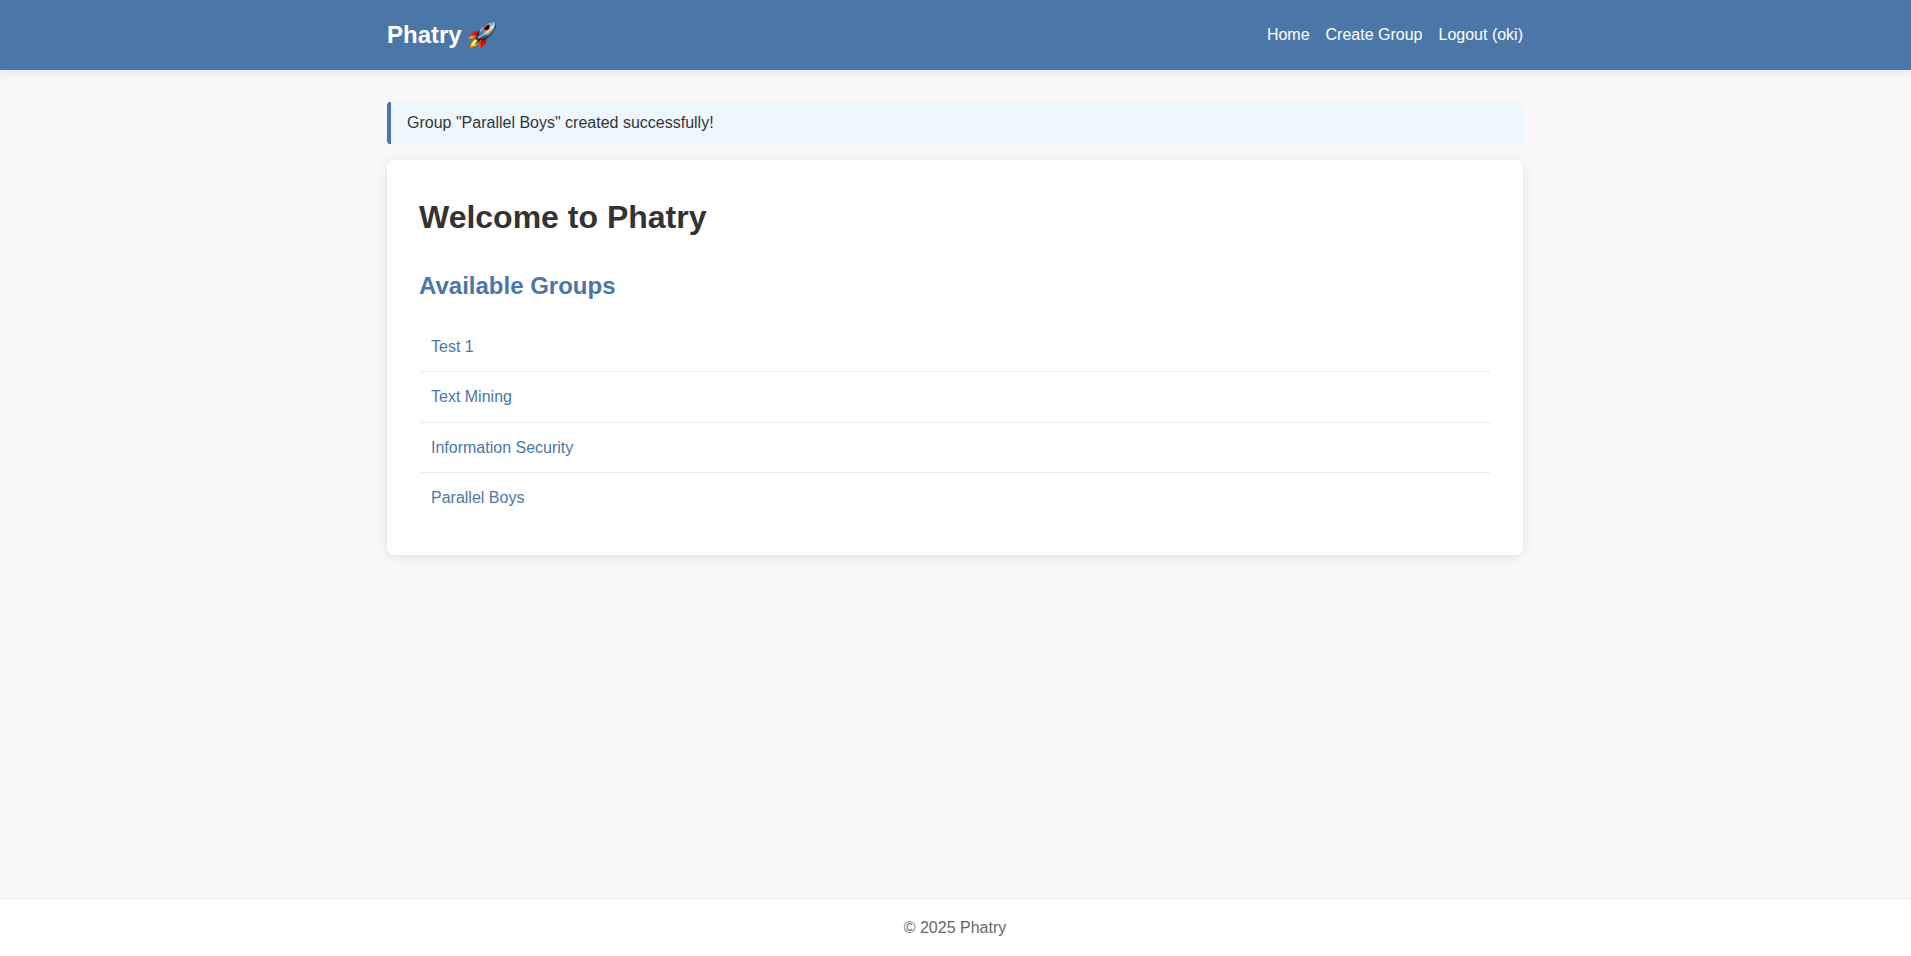 Phatry 🚀
Home Create Group Logout (oki)
Group "Parallel Boys" created successfully!
Welcome to Phatry
Available Groups
Test 1
Text Mining
Information Security
Parallel Boys
© 2025 Phatry